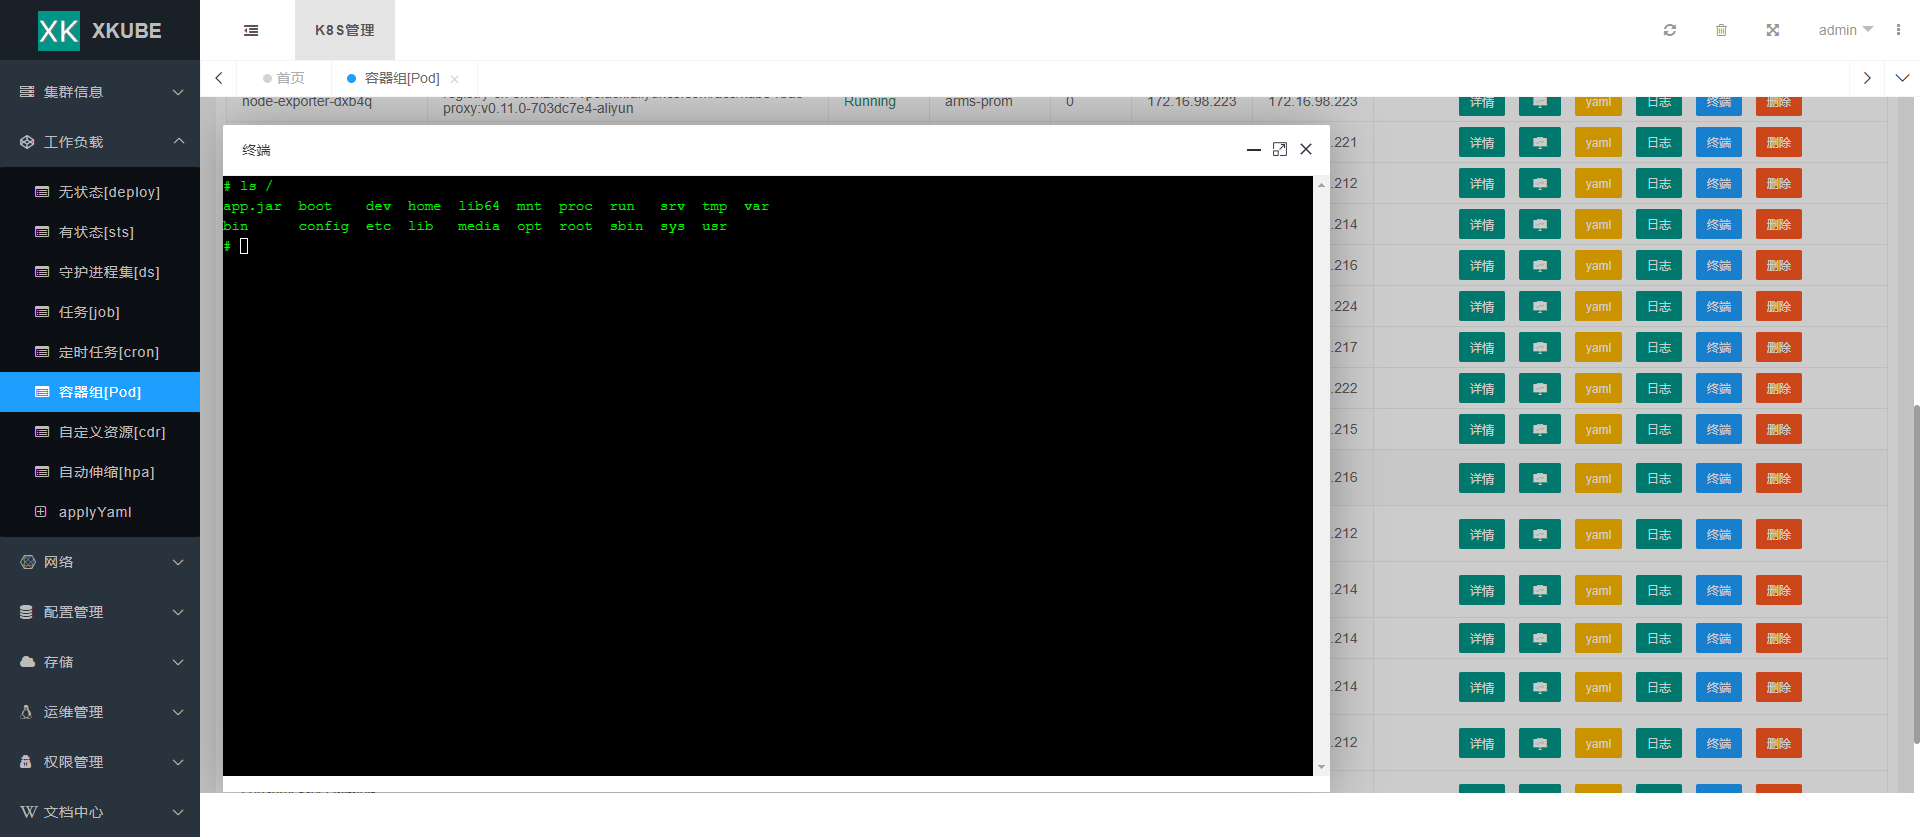 XK XKUBE
K8S管理
admin
首页
容器组[Pod]
集群信息
工作负载
无状态[deploy]
有状态[sts]
守护进程集[ds]
任务[job]
定时任务[cron]
容器组[Pod]
自定义资源[cdr]
自动伸缩[hpa]
applyYaml
网络
配置管理
存储
运维管理
权限管理
文档中心
node-exporter-dxb4q
proxy:v0.11.0-703dc7e4-aliyun
Running
arms-prom
0
172.16.98.223
172.16.98.223
详情 yaml 日志 终端 删除
终端
# ls /
app.jar boot dev home lib64 mnt proc run srv tmp var
bin config etc lib media opt root sbin sys usr
#
.221 详情 yaml 日志 终端 删除
.212 详情 yaml 日志 终端 删除
.214 详情 yaml 日志 终端 删除
.216 详情 yaml 日志 终端 删除
.224 详情 yaml 日志 终端 删除
.217 详情 yaml 日志 终端 删除
.222 详情 yaml 日志 终端 删除
.215 详情 yaml 日志 终端 删除
.216 详情 yaml 日志 终端 删除
.212 详情 yaml 日志 终端 删除
.214 详情 yaml 日志 终端 删除
.214 详情 yaml 日志 终端 删除
.214 详情 yaml 日志 终端 删除
.212 详情 yaml 日志 终端 删除